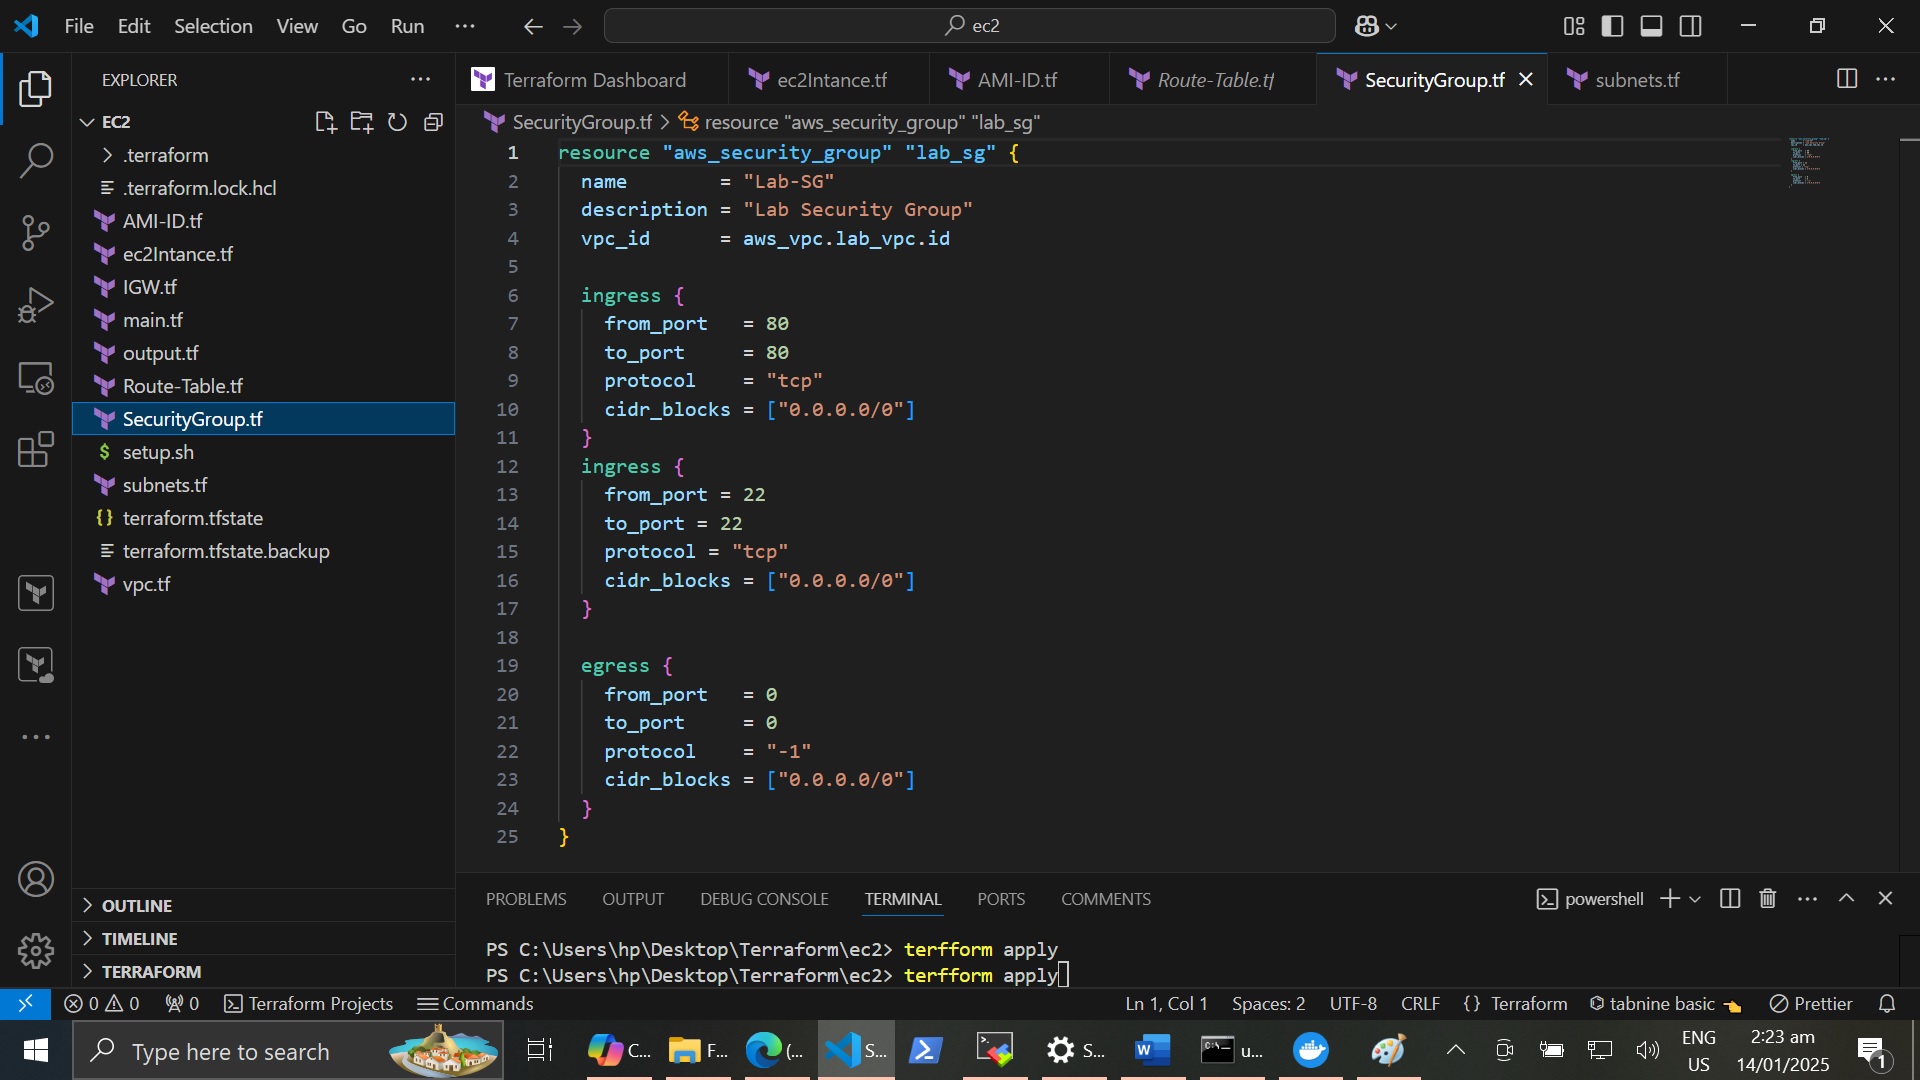 File Edit Selection View Go Run ··· ec2
EXPLORER
EC2
.terraform
.terraform.lock.hcl
AMI-ID.tf
ec2Intance.tf
IGW.tf
main.tf
output.tf
Route-Table.tf
SecurityGroup.tf
$ setup.sh
subnets.tf
{} terraform.tfstate
terraform.tfstate.backup
vpc.tf
OUTLINE
TIMELINE
TERRAFORM
Terraform Dashboard ec2Intance.tf AMI-ID.tf Route-Table.tf SecurityGroup.tf subnets.tf
SecurityGroup.tf > resource "aws_security_group" "lab_sg"
1 resource "aws_security_group" "lab_sg" {
2 name = "Lab-SG"
3 description = "Lab Security Group"
4 vpc_id = aws_vpc.lab_vpc.id
5
6 ingress {
7 from_port = 80
8 to_port = 80
9 protocol = "tcp"
10 cidr_blocks = ["0.0.0.0/0"]
11 }
12 ingress {
13 from_port = 22
14 to_port = 22
15 protocol = "tcp"
16 cidr_blocks = ["0.0.0.0/0"]
17 }
18
19 egress {
20 from_port = 0
21 to_port = 0
22 protocol = "-1"
23 cidr_blocks = ["0.0.0.0/0"]
24 }
25 }
PROBLEMS OUTPUT DEBUG CONSOLE TERMINAL PORTS COMMENTS powershell
PS C:\Users\hp\Desktop\Terraform\ec2> terfform apply
PS C:\Users\hp\Desktop\Terraform\ec2> terfform apply
0 0 0 Terraform Projects Commands Ln 1, Col 1 Spaces: 2 UTF-8 CRLF {} Terraform tabnine basic Prettier
Type here to search C... F... (... S... S... W u... ENG 2:23 am
US 14/01/2025 1